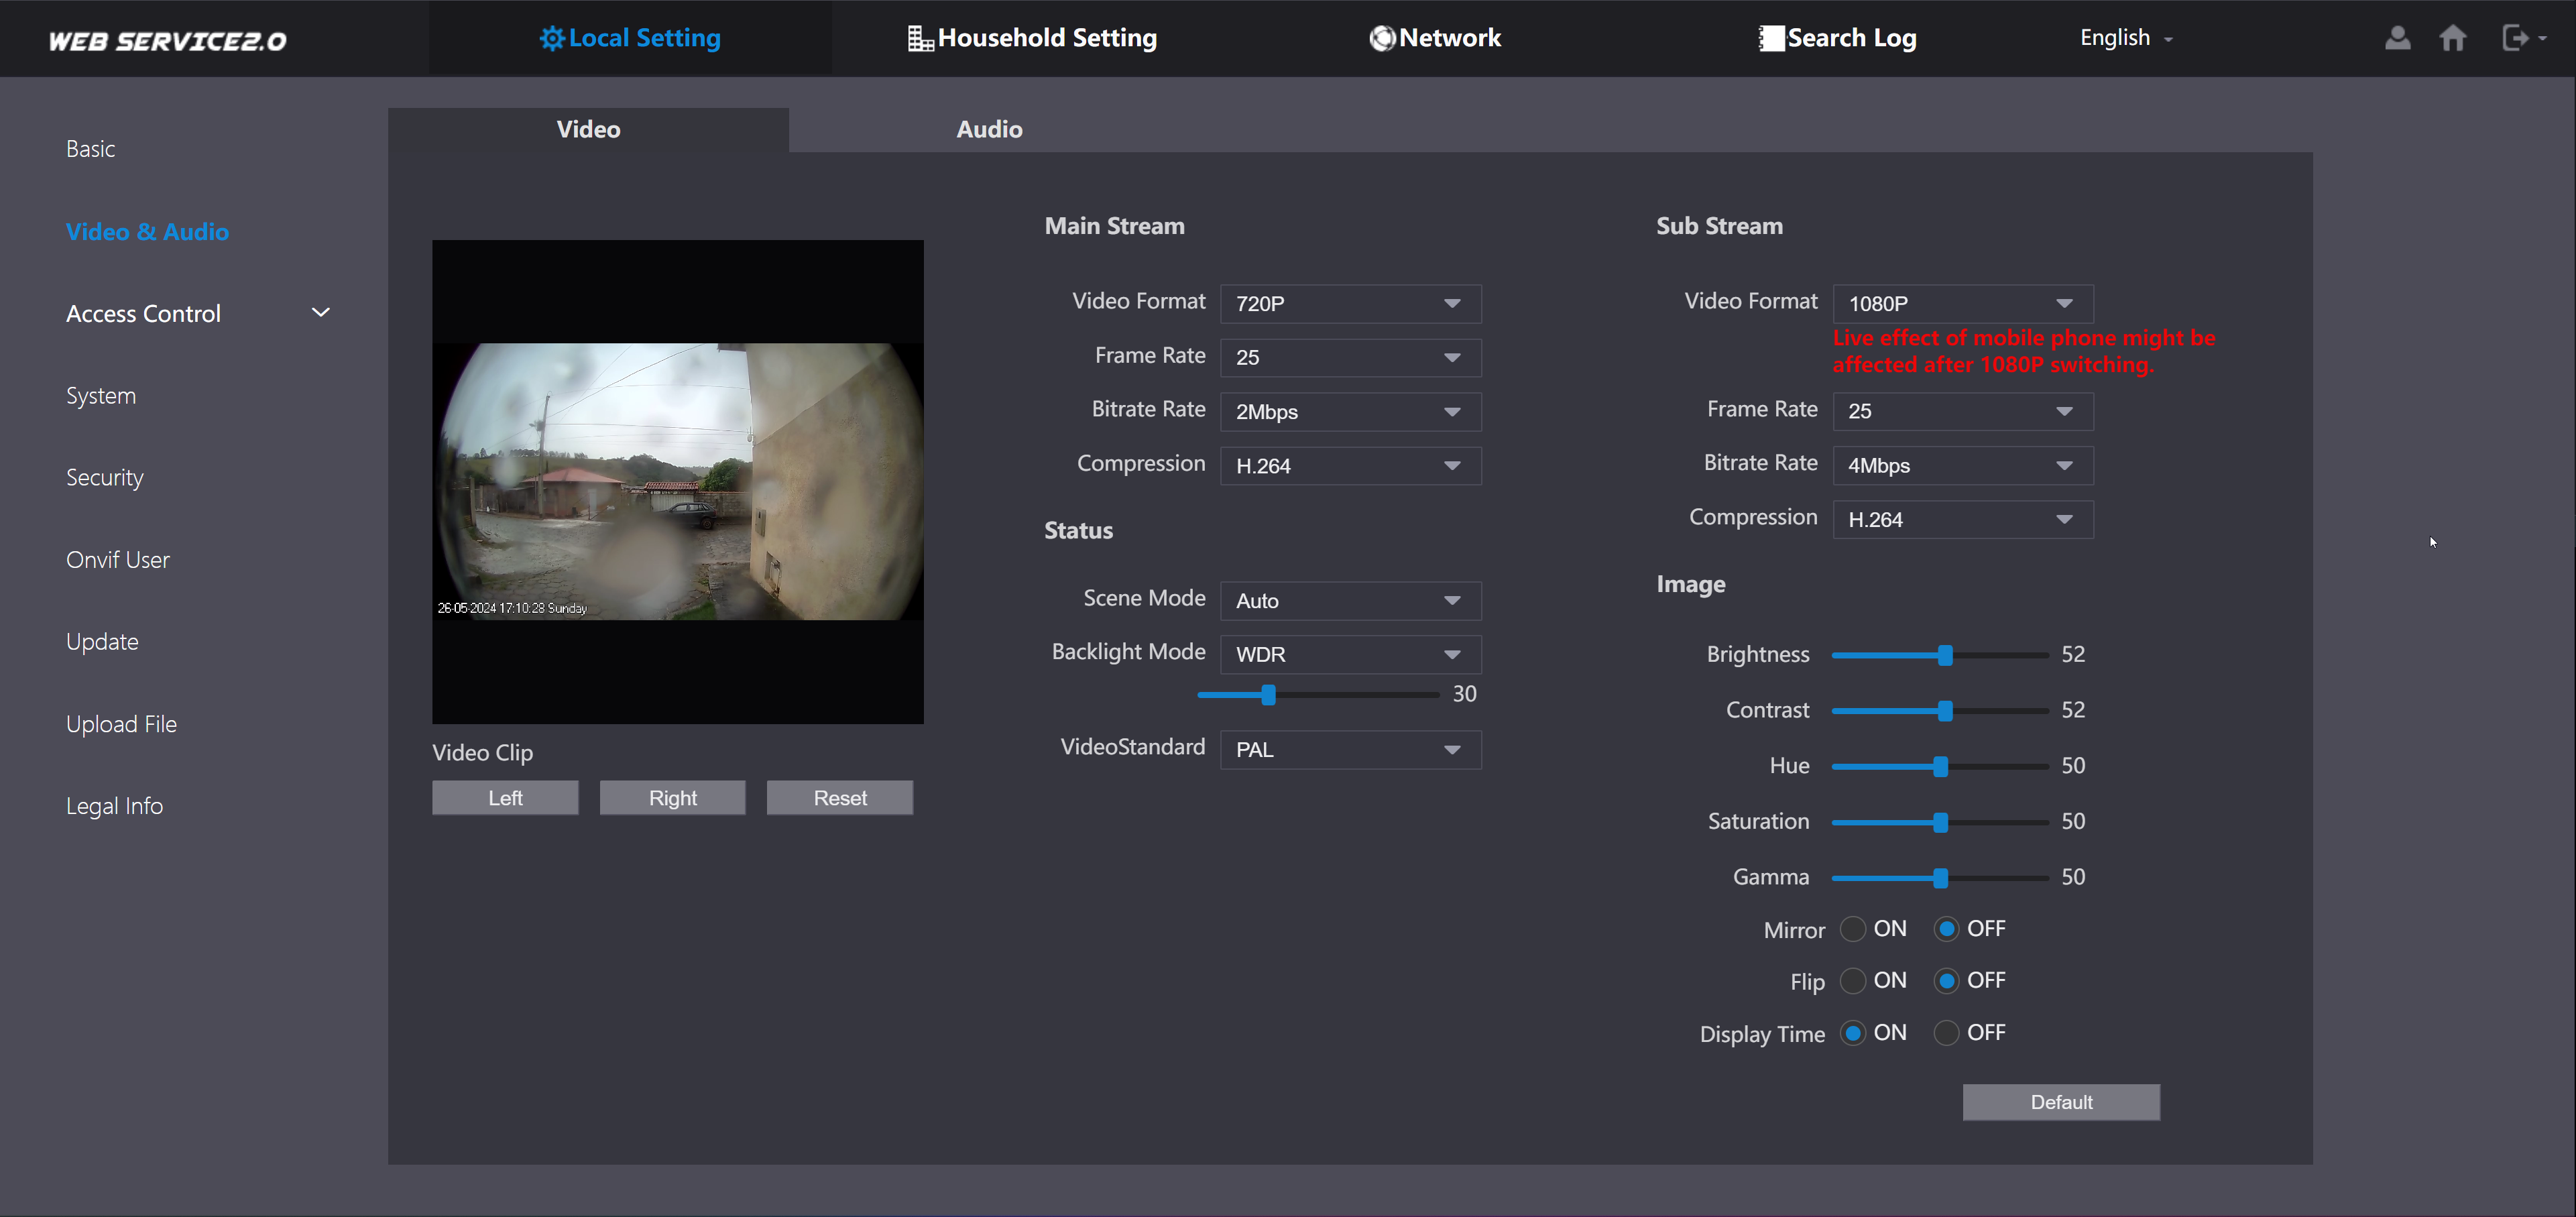 WEB SERVICE2.0
Local Setting
Household Setting
Network
Search Log
English
Basic
Video & Audio
Access Control
System
Security
Onvif User
Update
Upload File
Legal Info
Video
Audio
26-05-2024 17:10:28 Sunday
Video Clip
Left
Right
Reset
Main Stream
Video Format 720P
Frame Rate 25
Bitrate Rate 2Mbps
Compression H.264
Status
Scene Mode Auto
Backlight Mode WDR
30
VideoStandard PAL
Sub Stream
Video Format 1080P
Live effect of mobile phone might be
affected after 1080P switching.
Frame Rate 25
Bitrate Rate 4Mbps
Compression H.264
Image
Brightness 52
Contrast 52
Hue 50
Saturation 50
Gamma 50
Mirror ON OFF
Flip ON OFF
Display Time ON OFF
Default